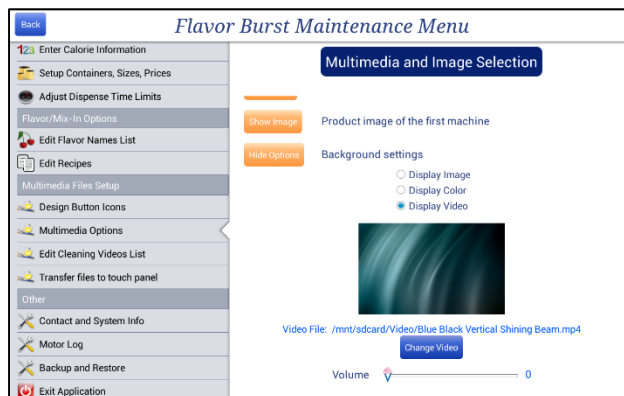 Back
Flavor Burst Maintenance Menu
123 Enter Calorie Information
Setup Containers, Sizes, Prices
Adjust Dispense Time Limits
Flavor/Mix-In Options
Edit Flavor Names List
Edit Recipes
Multimedia Files Setup
Design Button Icons
Multimedia Options
Edit Cleaning Videos List
Transfer files to touch panel
Other
Contact and System Info
Motor Log
Backup and Restore
Exit Application
Multimedia and Image Selection
Show Image Product image of the first machine
Hide Options Background settings
Display Image
Display Color
Display Video
Video File: /mnt/sdcard/Video/Blue Black Vertical Shining Beam.mp4
Change Video
Volume 0